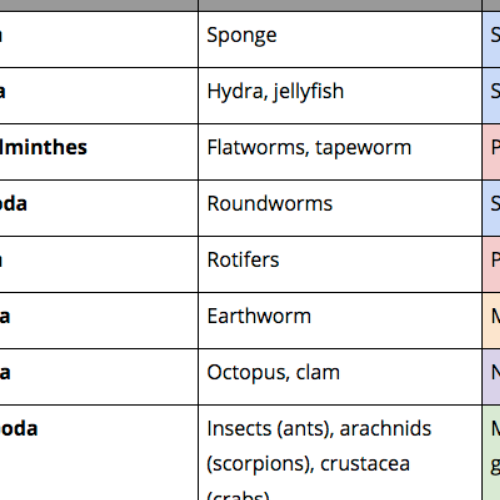 a Sponge S
a Hydra, jellyfish S
lminthes Flatworms, tapeworm P
oda Roundworms S
a Rotifers P
a Earthworm M
a Octopus, clam N
oda Insects (ants), arachnids M
(scorpions), crustacea g
(crabs)